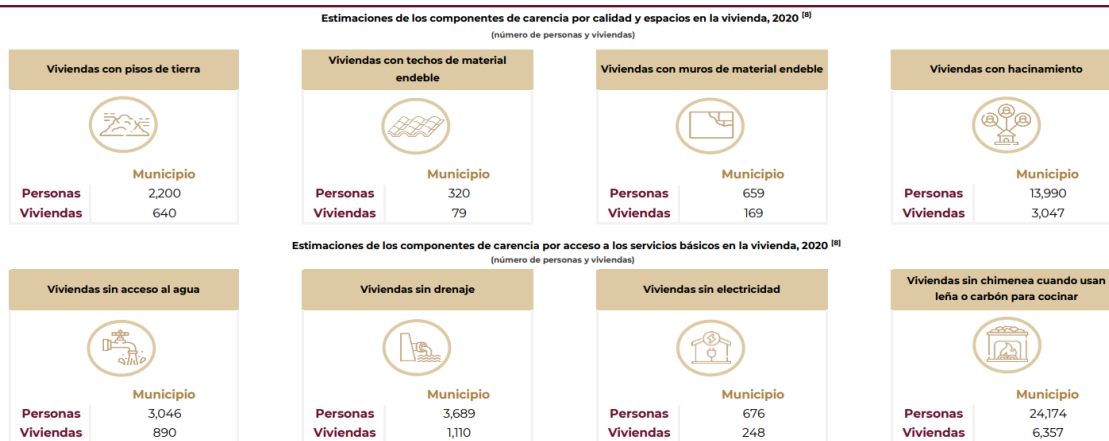 Estimaciones de los componentes de carencia por calidad y espacios en la vivienda, 2020 [8]
(número de personas y viviendas)
Viviendas con pisos de tierra
Municipio
Personas 2,200
Viviendas 640
Viviendas con techos de material
endeble
Municipio
Personas 320
Viviendas 79
Viviendas con muros de material endeble
Municipio
Personas 659
Viviendas 169
Viviendas con hacinamiento
Municipio
Personas 13,990
Viviendas 3,047
Estimaciones de los componentes de carencia por acceso a los servicios básicos en la vivienda, 2020 [8]
(número de personas y viviendas)
Viviendas sin acceso al agua
Municipio
Personas 3,046
Viviendas 890
Viviendas sin drenaje
Municipio
Personas 3,689
Viviendas 1,110
Viviendas sin electricidad
Municipio
Personas 676
Viviendas 248
Viviendas sin chimenea cuando usan
leña o carbón para cocinar
Municipio
Personas 24,174
Viviendas 6,357